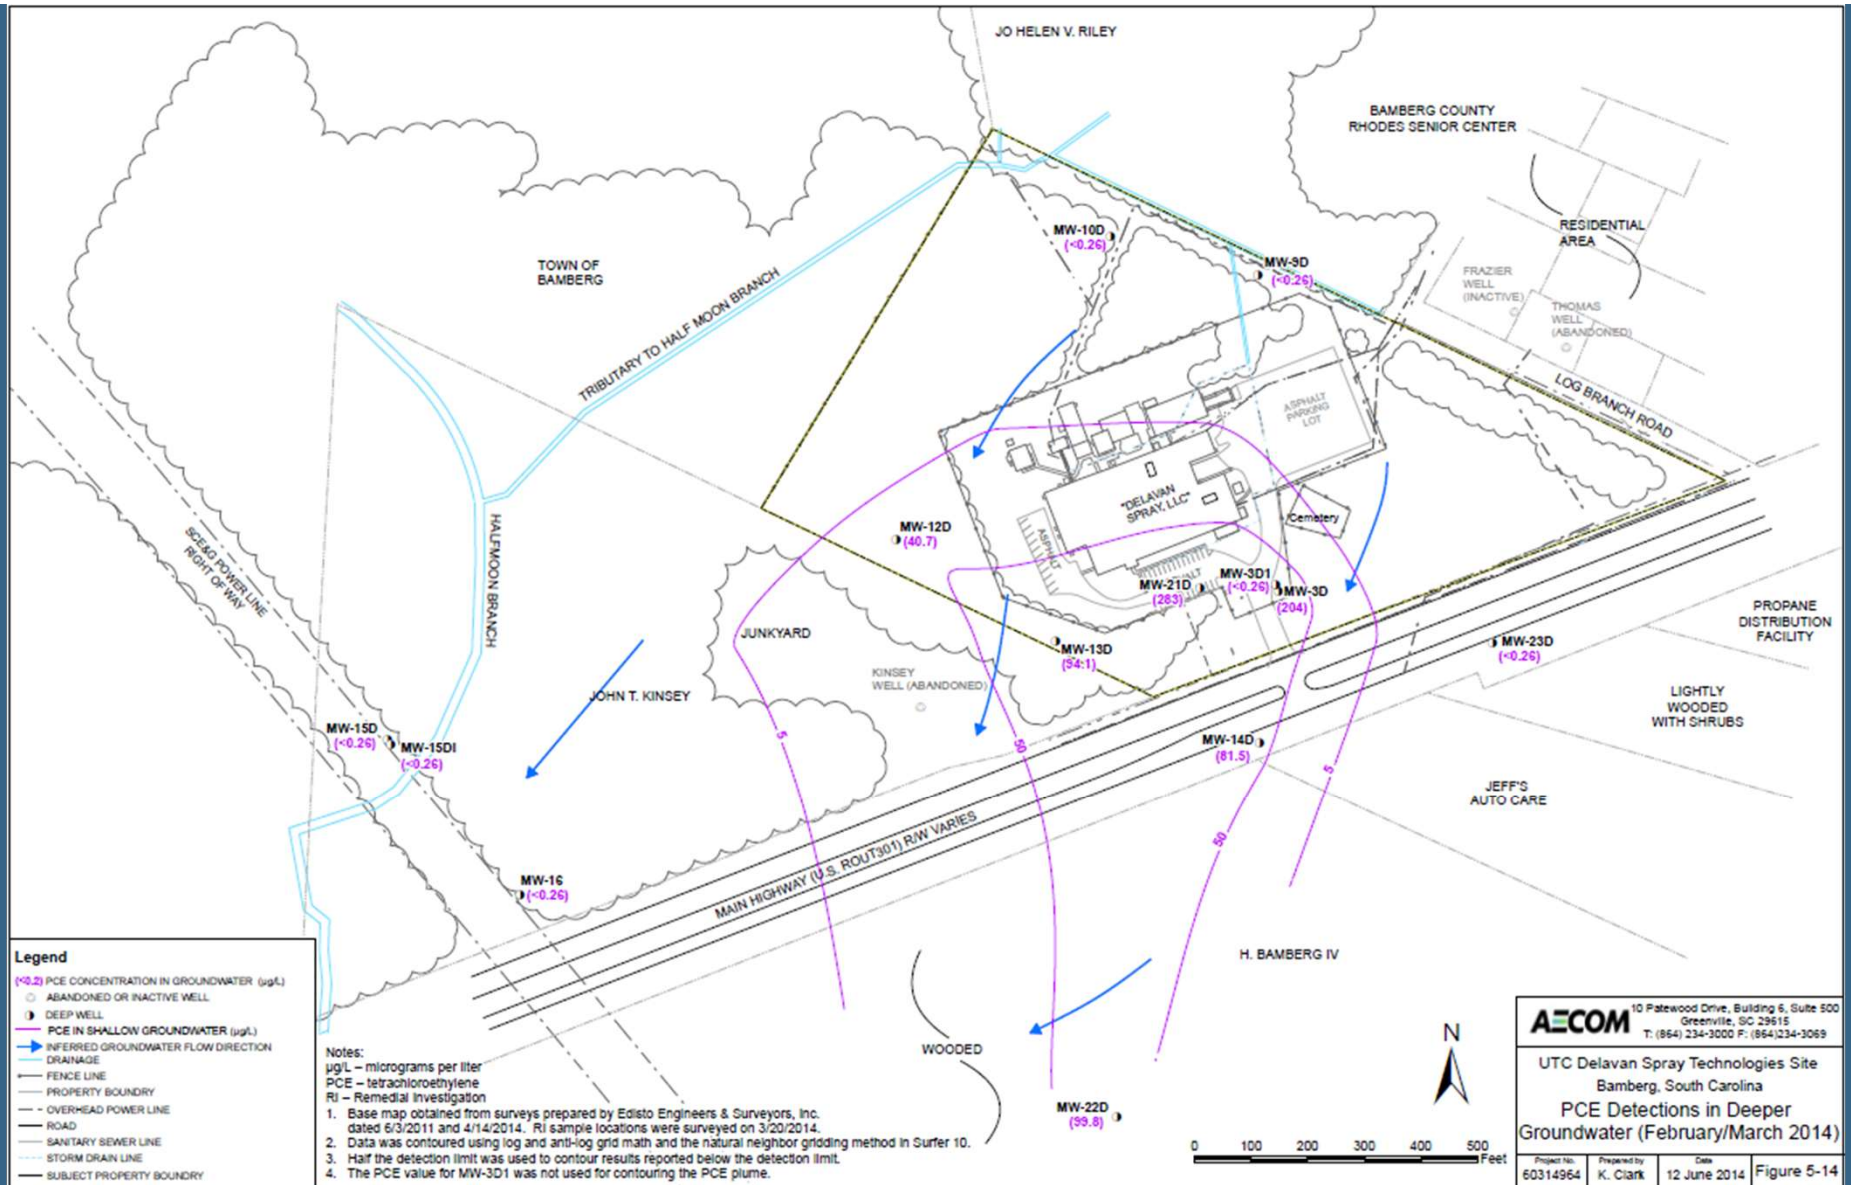 JO HELEN V. RILEY
BAMBERG COUNTY
RHODES SENIOR CENTER
RESIDENTIAL
AREA
TOWN OF
BAMBERG
MW-10D
(<0.26)
MW-9D
(<0.26)
FRAZIER
WELL
(INACTIVE)
THOMAS
WELL
(ABANDONED)
TRIBUTARY TO HALF MOON BRANCH
LOG BRANCH ROAD
ASPHALT
PARKING
LOT
"DELAVAN
SPRAY, LLC"
Cemetery
MW-12D
(40.7)
ASPHALT
SCE&G POWER LINE
RIGHT OF WAY
HALFMOON BRANCH
MW-21D
(283)
MW-3D1
(<0.26)
MW-3D
(204)
JUNKYARD
MW-13D
(94.1)
MW-23D
(<0.26)
PROPANE
DISTRIBUTION
FACILITY
KINSEY
WELL (ABANDONED)
JOHN T. KINSEY
LIGHTLY
WOODED
WITH SHRUBS
MW-15D
(<0.26)
MW-15DI
(<0.26)
5
50
MW-14D
(81.5)
5
JEFF'S
AUTO CARE
50
MAIN HIGHWAY (U.S. ROUT301) R/W VARIES
MW-16
(<0.26)
H. BAMBERG IV
WOODED
MW-22D
(99.8)
N
0 100 200 300 400 500
Feet
Legend
(<0.2) PCE CONCENTRATION IN GROUNDWATER (µg/L)
ABANDONED OR INACTIVE WELL
DEEP WELL
PCE IN SHALLOW GROUNDWATER (µg/L)
INFERRED GROUNDWATER FLOW DIRECTION
DRAINAGE
FENCE LINE
PROPERTY BOUNDARY
OVERHEAD POWER LINE
ROAD
SANITARY SEWER LINE
STORM DRAIN LINE
SUBJECT PROPERTY BOUNDARY
Notes:
µg/L – micrograms per liter
PCE – tetrachloroethylene
RI – Remedial Investigation
1. Base map obtained from surveys prepared by Edisto Engineers & Surveyors, Inc.
dated 6/3/2011 and 4/14/2014. RI sample locations were surveyed on 3/20/2014.
2. Data was contoured using log and anti-log grid math and the natural neighbor gridding method in Surfer 10.
3. Half the detection limit was used to contour results reported below the detection limit.
4. The PCE value for MW-3D1 was not used for contouring the PCE plume.
AECOM
10 Patewood Drive, Building 6, Suite 500
Greenville, SC 29615
T: (864) 234-3000 F: (864)234-3069
UTC Delavan Spray Technologies Site
Bamberg, South Carolina
PCE Detections in Deeper
Groundwater (February/March 2014)
Project No.
60314964
Prepared by
K. Clark
Date
12 June 2014
Figure 5-14